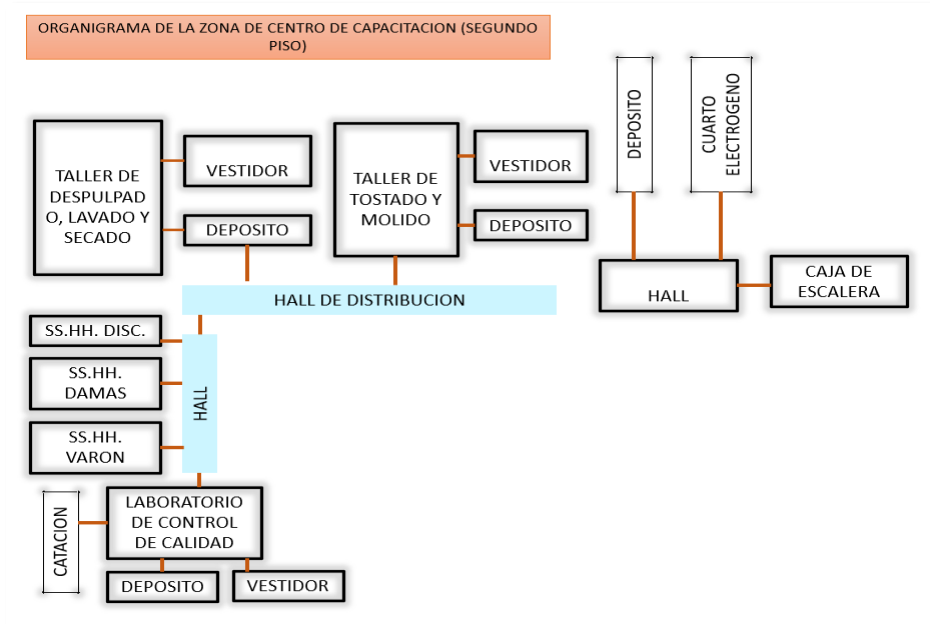 ORGANIGRAMA DE LA ZONA DE CENTRO DE CAPACITACION (SEGUNDO
PISO)
TALLER DE
DESPULPAD
O, LAVADO Y
SECADO
VESTIDOR
DEPOSITO
TALLER DE
TOSTADO Y
MOLIDO
VESTIDOR
DEPOSITO
DEPOSITO
CUARTO
ELECTROGENO
HALL
CAJA DE
ESCALERA
HALL DE DISTRIBUCION
SS.HH. DISC.
SS.HH.
DAMAS
SS.HH.
VARON
HALL
LABORATORIO
DE CONTROL
DE CALIDAD
CATACION
DEPOSITO
VESTIDOR